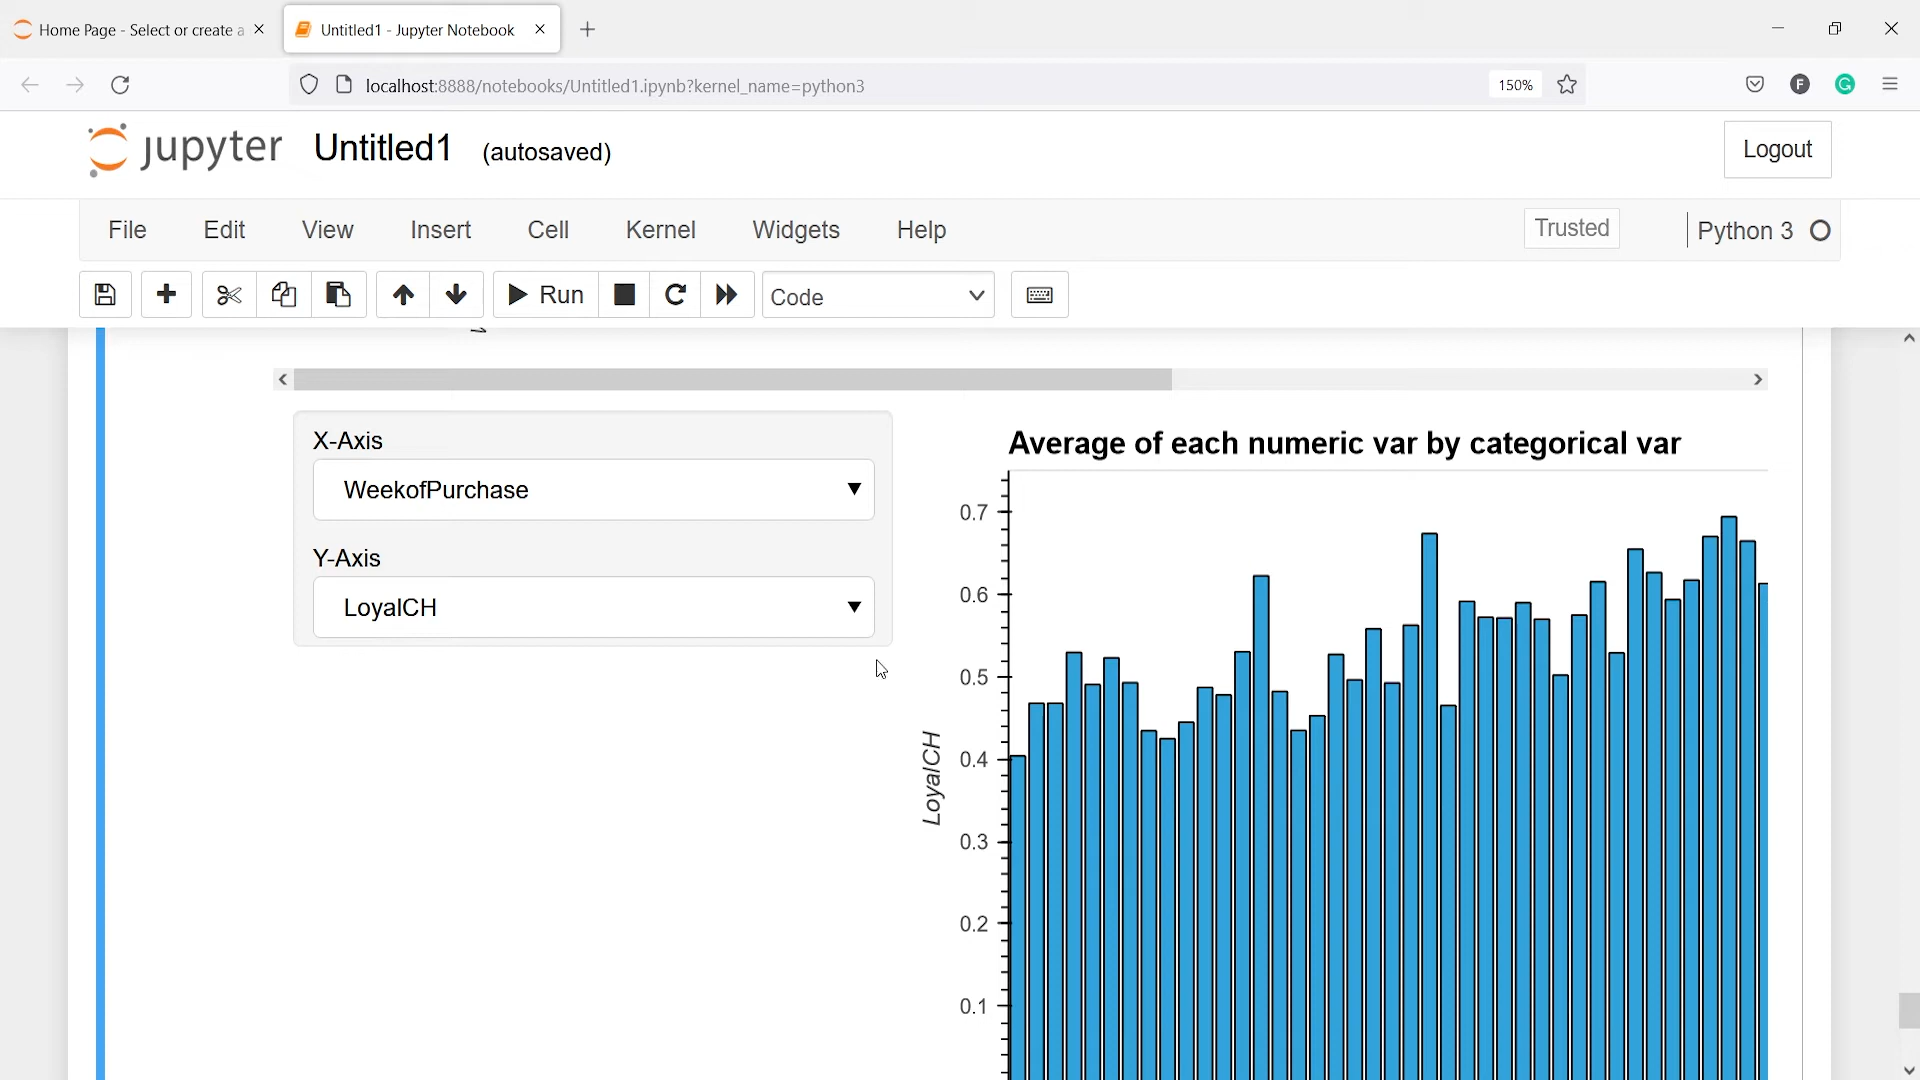 Home Page - Select or create a
Untitled1 - Jupyter Notebook
localhost:8888/notebooks/Untitled1.ipynb?kernel_name=python3
150%
F
G
jupyter Untitled1 (autosaved)
Logout
File Edit View Insert Cell Kernel Widgets Help
Trusted
Python 3
Run
Code
X-Axis
WeekofPurchase
Y-Axis
LoyalCH
Average of each numeric var by categorical var
0.7
0.6
0.5
0.4
0.3
0.2
0.1
LoyalCH